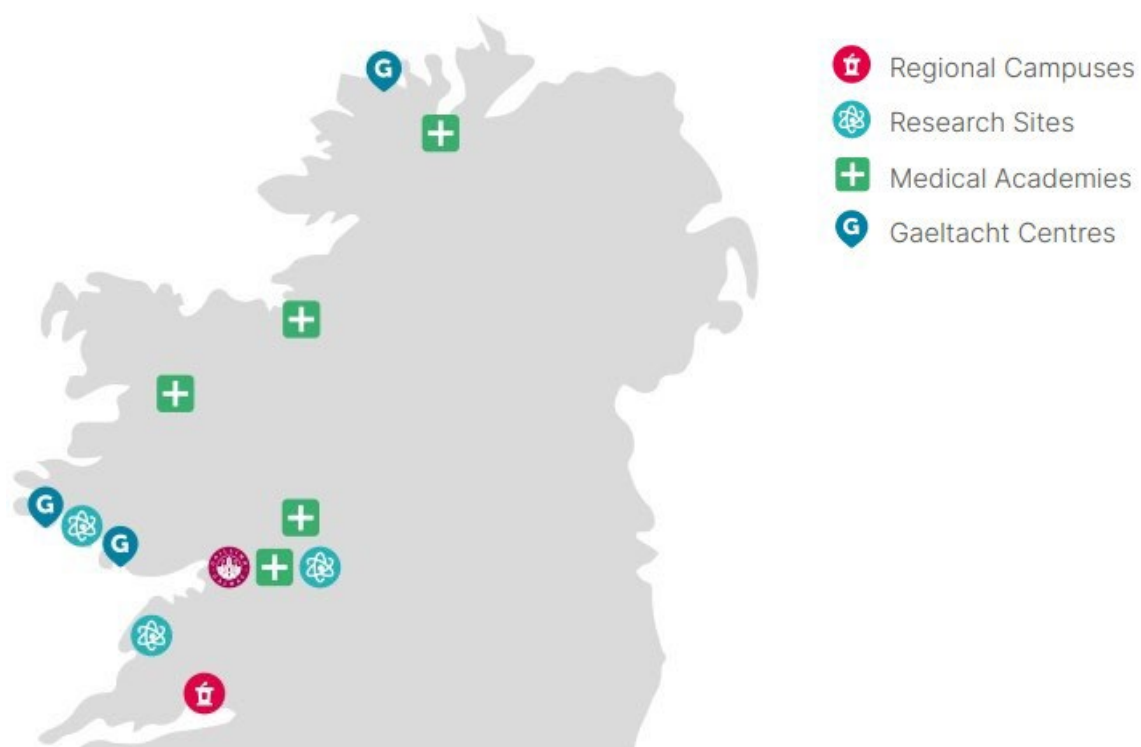 G
Regional Campuses
Research Sites
Medical Academies
G Gaeltacht Centres
G
G